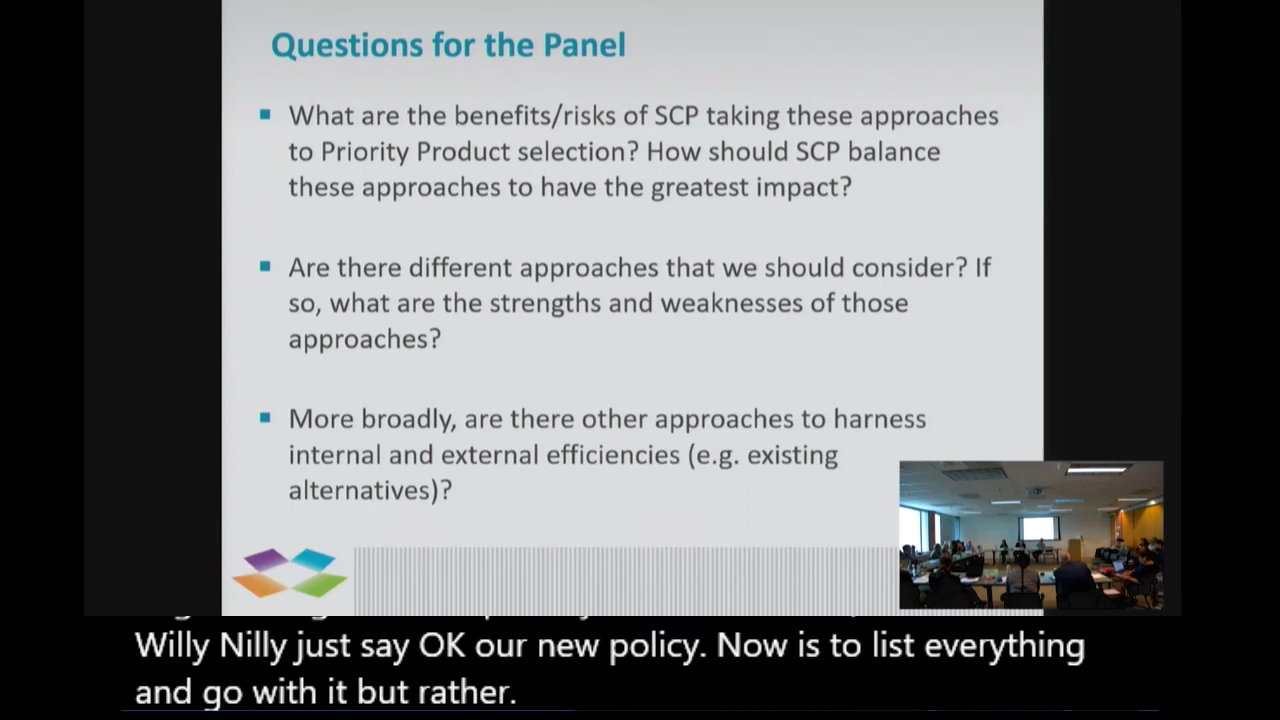 Questions for the Panel
What are the benefits/risks of SCP taking these approaches
to Priority Product selection? How should SCP balance
these approaches to have the greatest impact?
Are there different approaches that we should consider? If
so, what are the strengths and weaknesses of those
approaches?
More broadly, are there other approaches to harness
internal and external efficiencies (e.g. existing
alternatives)?
Willy Nilly just say OK our new policy. Now is to list everything
and go with it but rather.